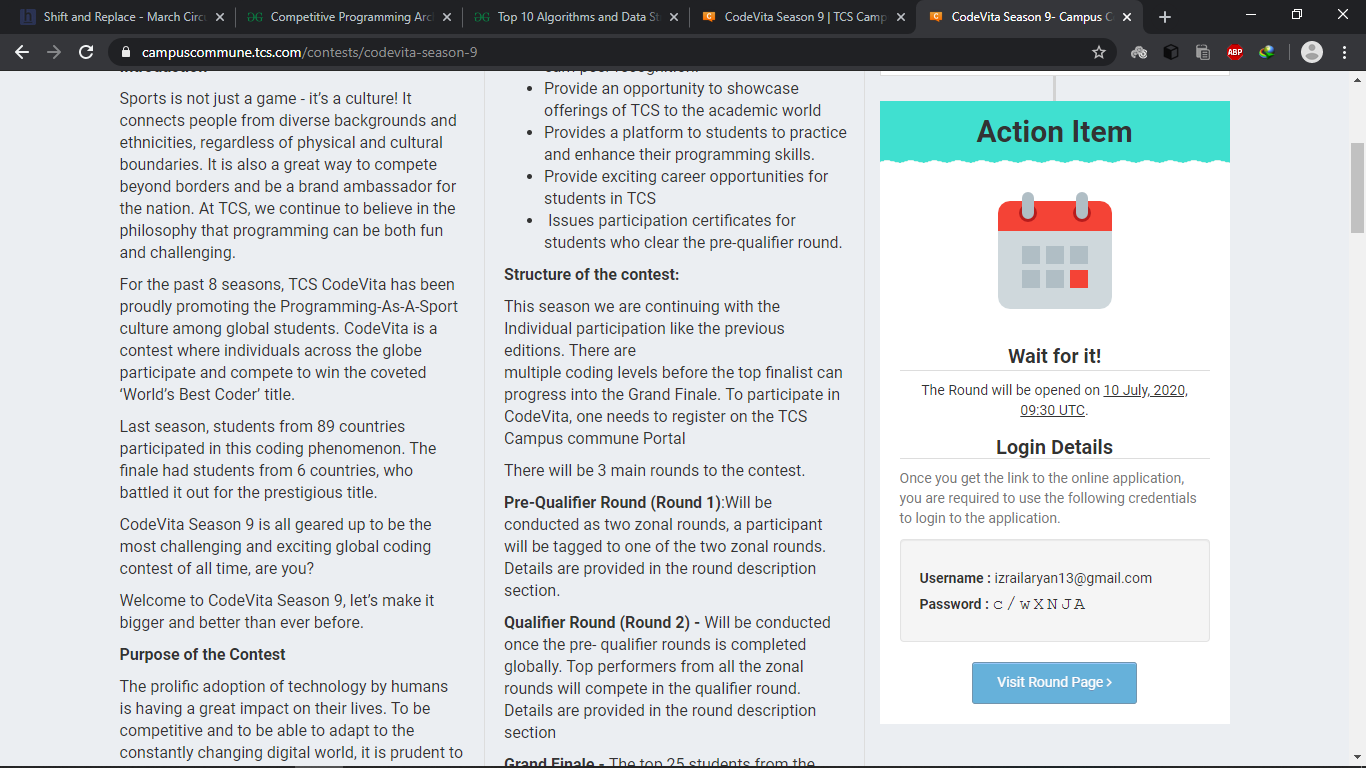 Shift and Replace - March Circ
Competitive Programming Arc
Top 10 Algorithms and Data St
CodeVita Season 9 | TCS Camp
CodeVita Season 9- Campus C
campuscommune.tcs.com/contests/codevita-season-9
ABP
Introduction
Sports is not just a game - it’s a culture! It
connects people from diverse backgrounds and
ethnicities, regardless of physical and cultural
boundaries. It is also a great way to compete
beyond borders and be a brand ambassador for
the nation. At TCS, we continue to believe in the
philosophy that programming can be both fun
and challenging.
For the past 8 seasons, TCS CodeVita has been
proudly promoting the Programming-As-A-Sport
culture among global students. CodeVita is a
contest where individuals across the globe
participate and compete to win the coveted
‘World’s Best Coder’ title.
Last season, students from 89 countries
participated in this coding phenomenon. The
finale had students from 6 countries, who
battled it out for the prestigious title.
CodeVita Season 9 is all geared up to be the
most challenging and exciting global coding
contest of all time, are you?
Welcome to CodeVita Season 9, let’s make it
bigger and better than ever before.
Purpose of the Contest
The prolific adoption of technology by humans
is having a great impact on their lives. To be
competitive and to be able to adapt to the
constantly changing digital world, it is prudent to
earn peer recognition.
• Provide an opportunity to showcase
offerings of TCS to the academic world
• Provides a platform to students to practice
and enhance their programming skills.
• Provide exciting career opportunities for
students in TCS
• Issues participation certificates for
students who clear the pre-qualifier round.
Structure of the contest:
This season we are continuing with the
Individual participation like the previous
editions. There are
multiple coding levels before the top finalist can
progress into the Grand Finale. To participate in
CodeVita, one needs to register on the TCS
Campus commune Portal
There will be 3 main rounds to the contest.
Pre-Qualifier Round (Round 1):Will be
conducted as two zonal rounds, a participant
will be tagged to one of the two zonal rounds.
Details are provided in the round description
section.
Qualifier Round (Round 2) - Will be conducted
once the pre- qualifier rounds is completed
globally. Top performers from all the zonal
rounds will compete in the qualifier round.
Details are provided in the round description
section
Grand Finale - The top 25 students from the
Action Item
Wait for it!
The Round will be opened on 10 July, 2020,
09:30 UTC.
Login Details
Once you get the link to the online application,
you are required to use the following credentials
to login to the application.
Username : izrailaryan13@gmail.com
Password : c/wXNJA
Visit Round Page ›